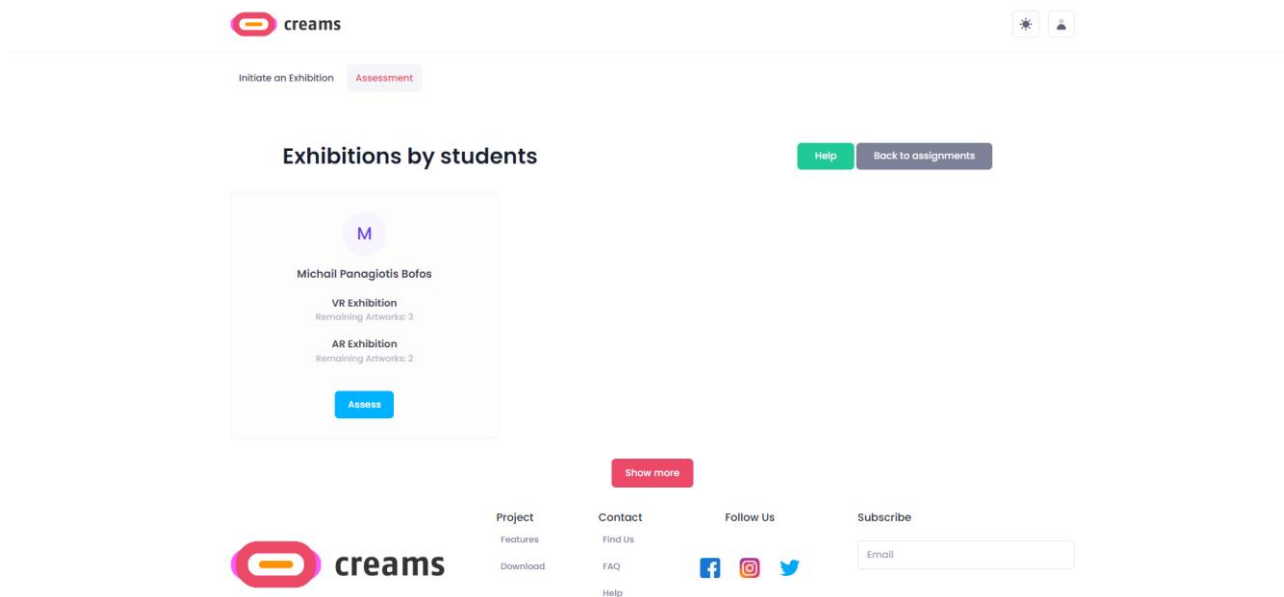 creams
Initiate an Exhibition Assessment
Exhibitions by students
Help Back to assignments
M
Michail Panagiotis Bofos
VR Exhibition
Remaining Artworks: 3
AR Exhibition
Remaining Artworks: 2
Assess
Show more
creams
Project
Features
Download
Contact
Find Us
FAQ
Help
Follow Us
Subscribe
Email